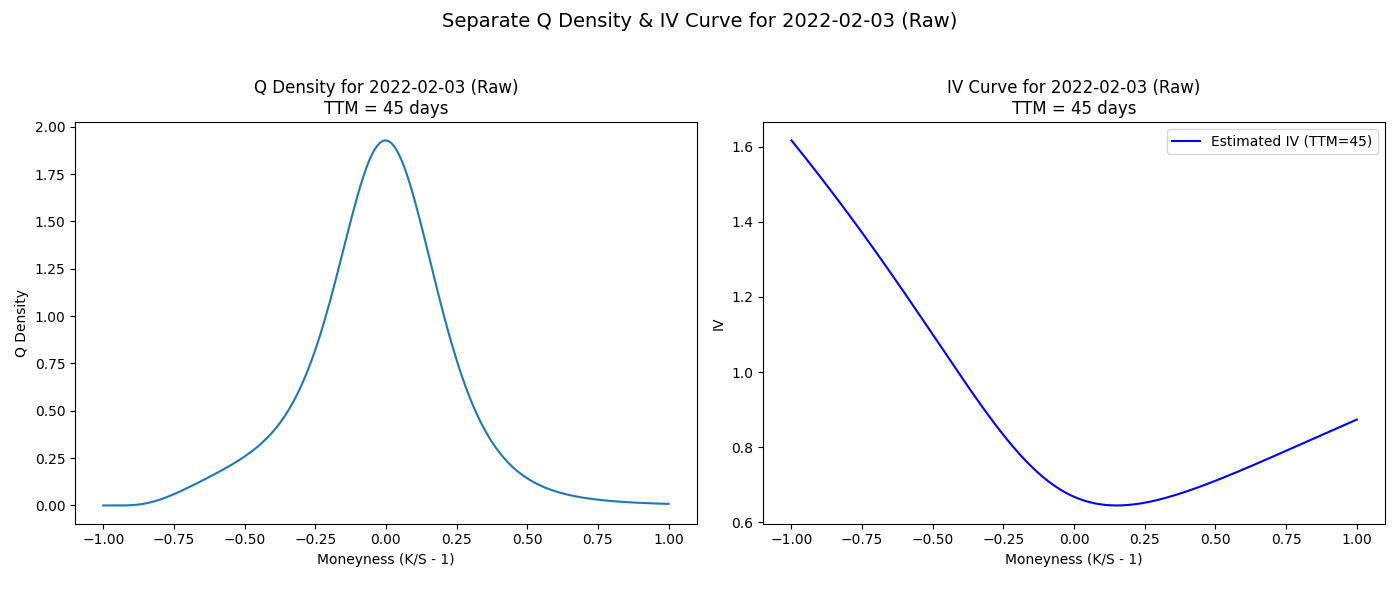 Separate Q Density & IV Curve for 2022-02-03 (Raw)
Q Density for 2022-02-03 (Raw)
TTM = 45 days
2.00
1.75
1.50
1.25
1.00
0.75
0.50
0.25
0.00
Q Density
−1.00 −0.75 −0.50 −0.25 0.00 0.25 0.50 0.75 1.00
Moneyness (K/S - 1)
IV Curve for 2022-02-03 (Raw)
TTM = 45 days
Estimated IV (TTM=45)
1.6
1.4
1.2
1.0
0.8
0.6
IV
−1.00 −0.75 −0.50 −0.25 0.00 0.25 0.50 0.75 1.00
Moneyness (K/S - 1)